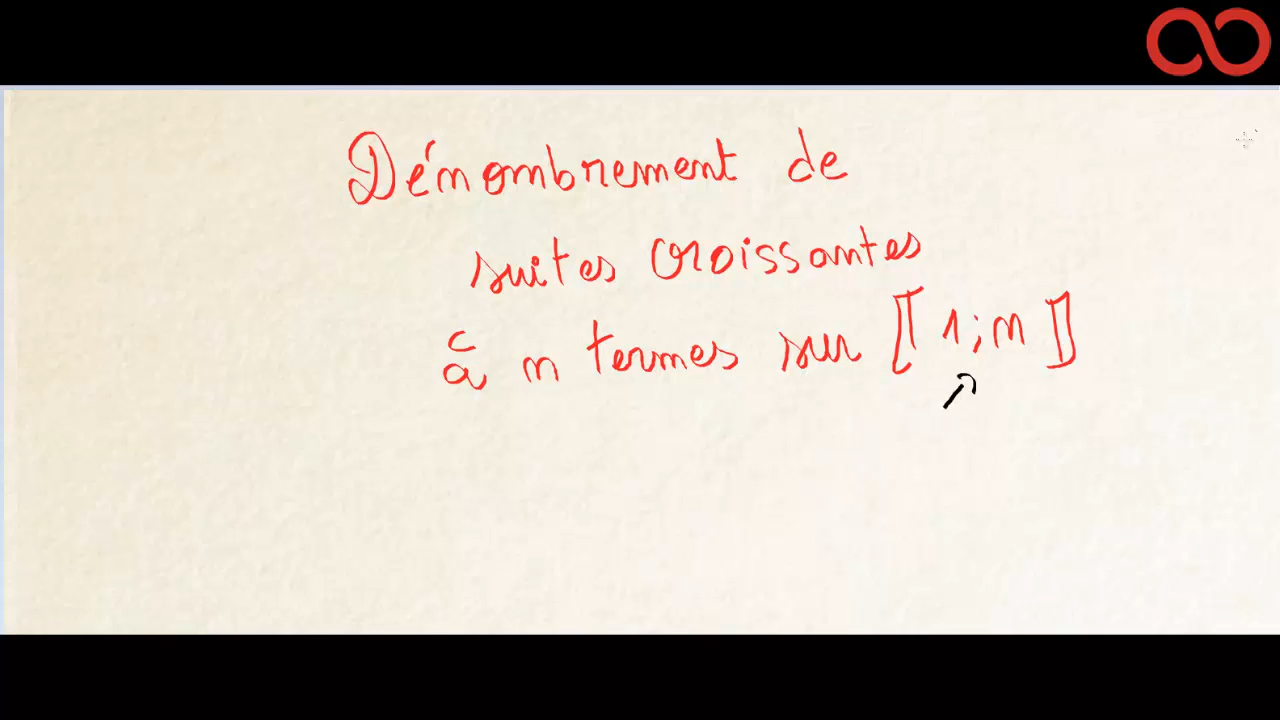 Dénombrement de
suites croissantes
à n termes sur ⟦1;n⟧